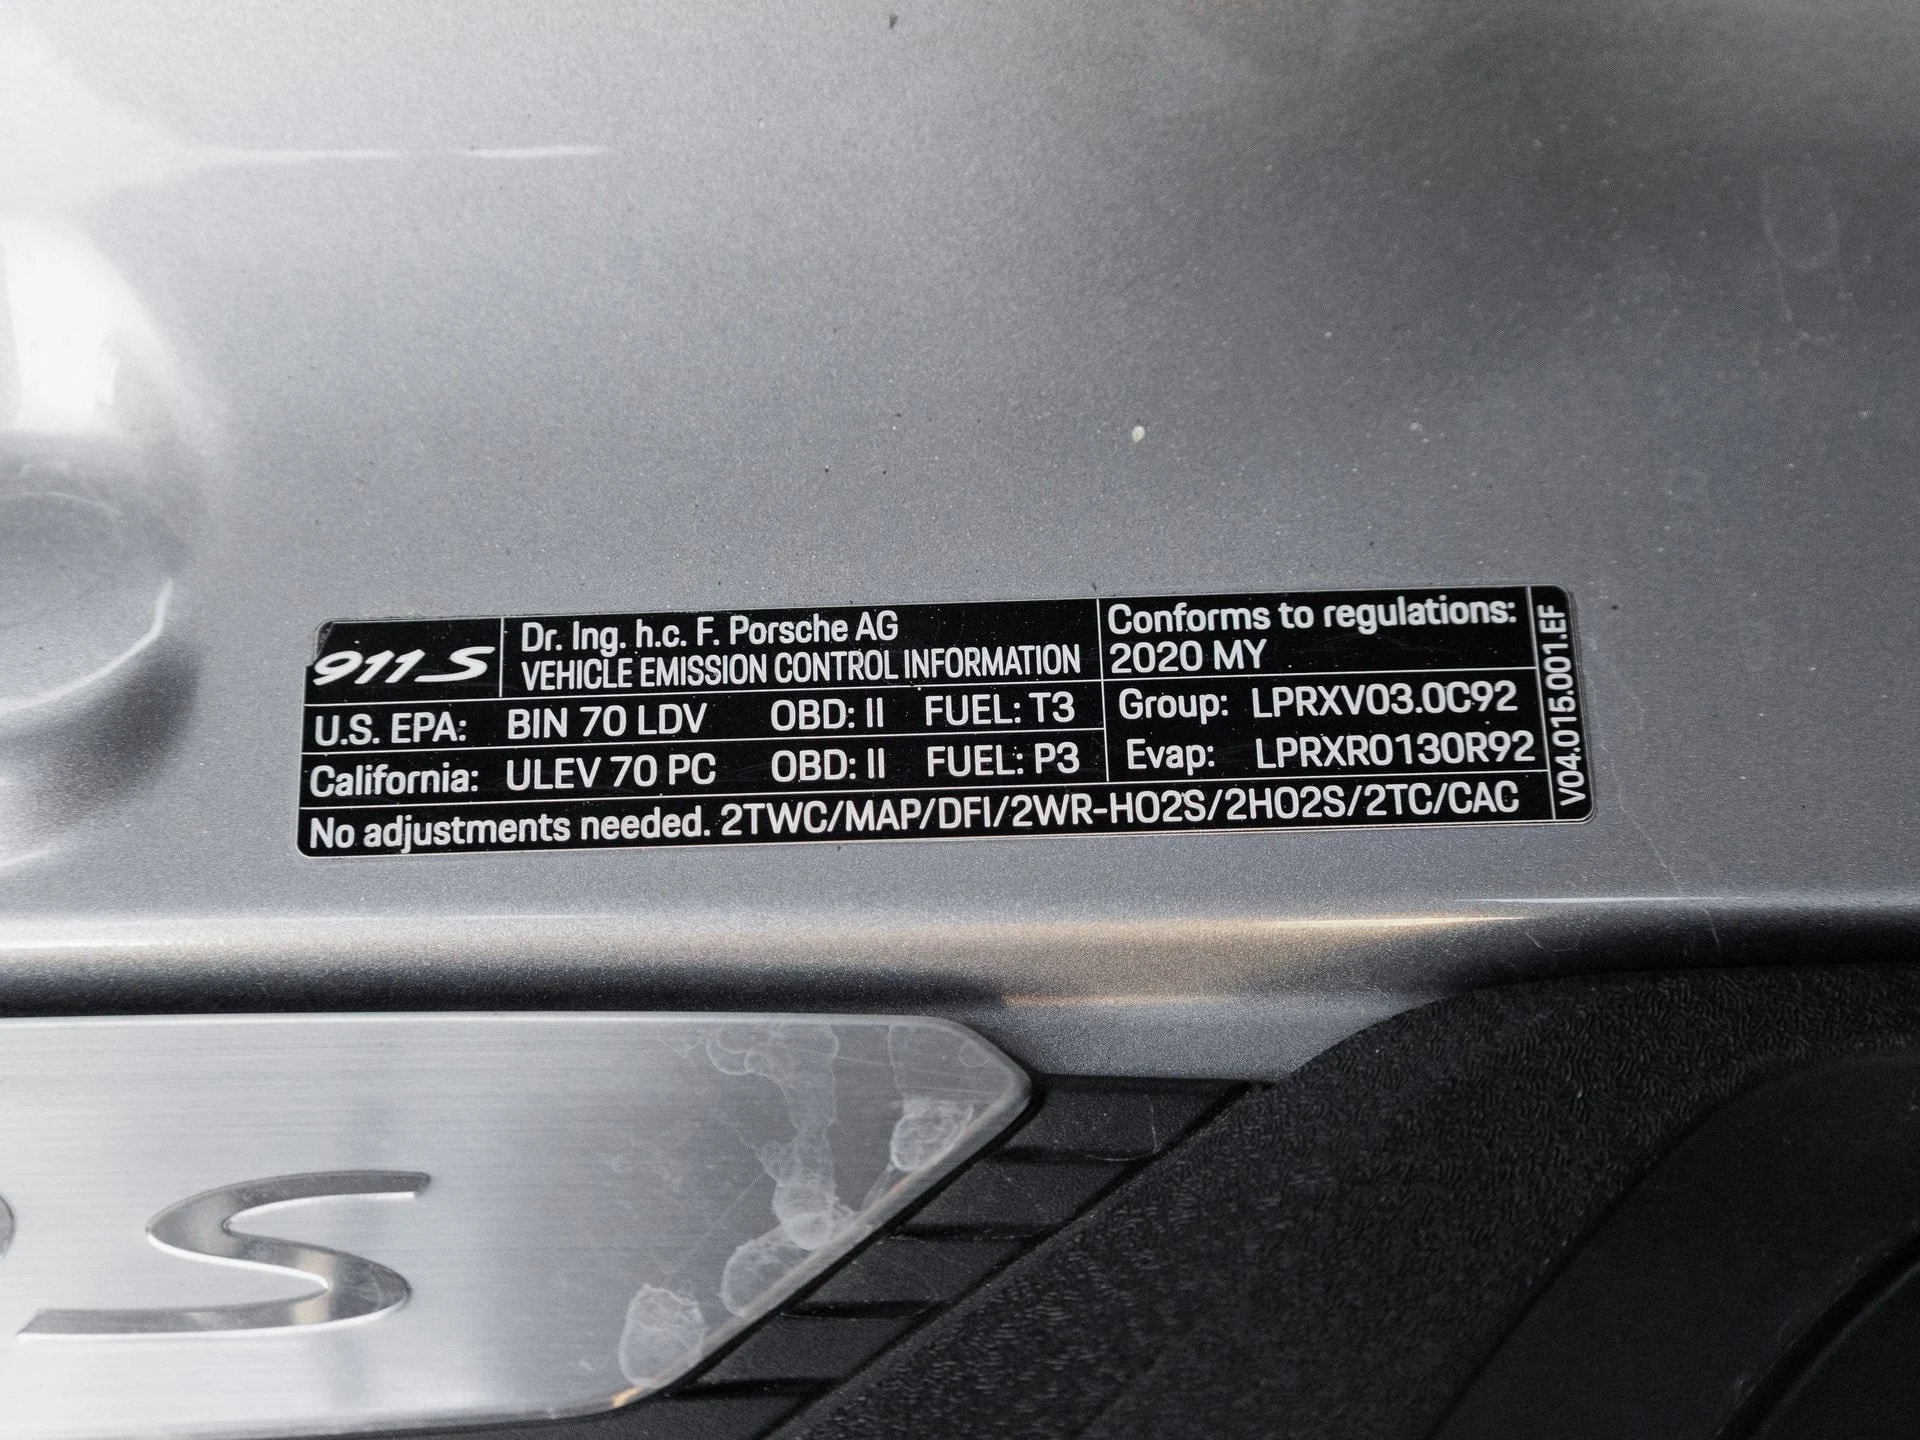 911 S
Dr. Ing. h.c. F. Porsche AG
VEHICLE EMISSION CONTROL INFORMATION
Conforms to regulations:
2020 MY
U.S. EPA: BIN 70 LDV OBD: II FUEL: T3
Group: LPRXV03.0C92
California: ULEV 70 PC OBD: II FUEL: P3
Evap: LPRXR0130R92
No adjustments needed. 2TWC/MAP/DFI/2WR-HO2S/2HO2S/2TC/CAC
V04.015.001.EF
S